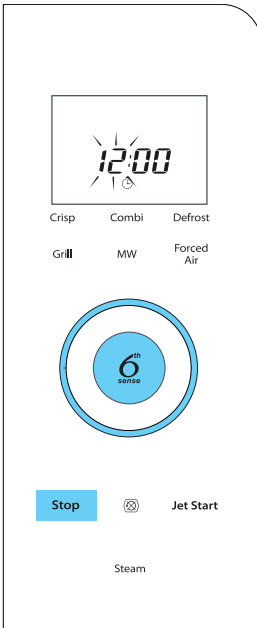 12:00
Crisp Combi Defrost
Grill MW Forced Air
6th
sense
Stop Jet Start
Steam